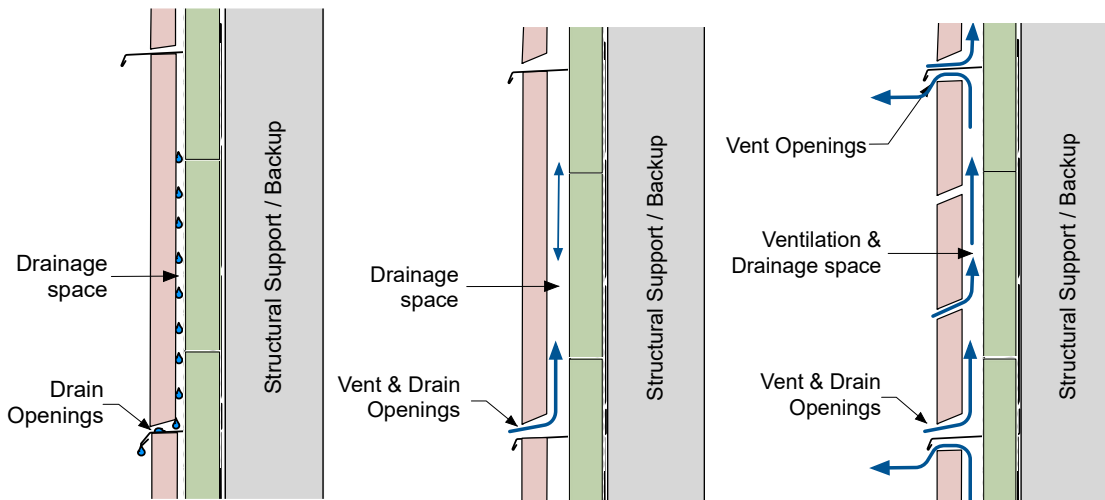 Structural Support / Backup
Drainage
space
Drain
Openings
Structural Support / Backup
Drainage
space
Vent & Drain
Openings
Structural Support / Backup
Vent Openings
Ventilation &
Drainage space
Vent & Drain
Openings